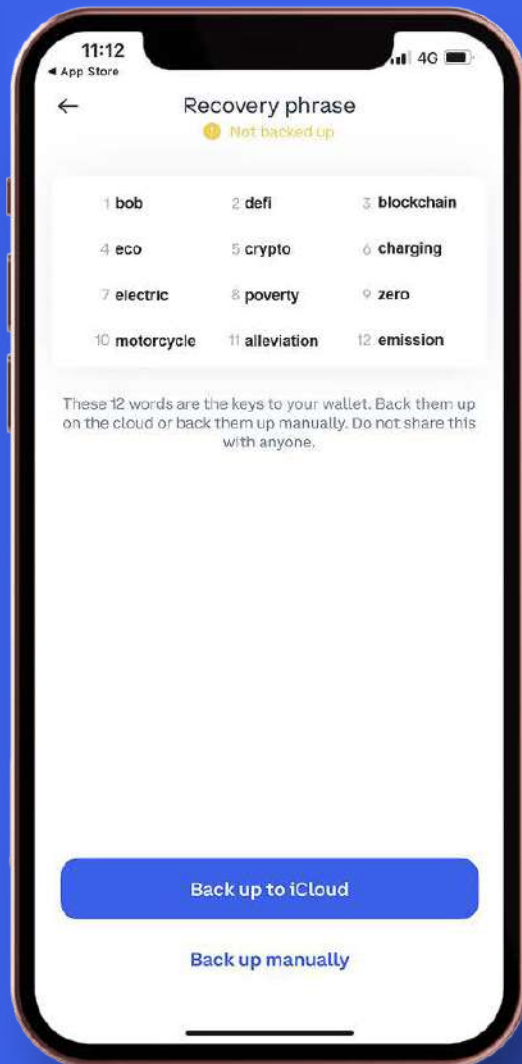 11:12
4G
◀ App Store
← Recovery phrase
! Not backed up
1 bob 2 defi 3 blockchain
4 eco 5 crypto 6 charging
7 electric 8 poverty 9 zero
10 motorcycle 11 alleviation 12 emission
These 12 words are the keys to your wallet. Back them up
on the cloud or back them up manually. Do not share this
with anyone.
Back up to iCloud
Back up manually